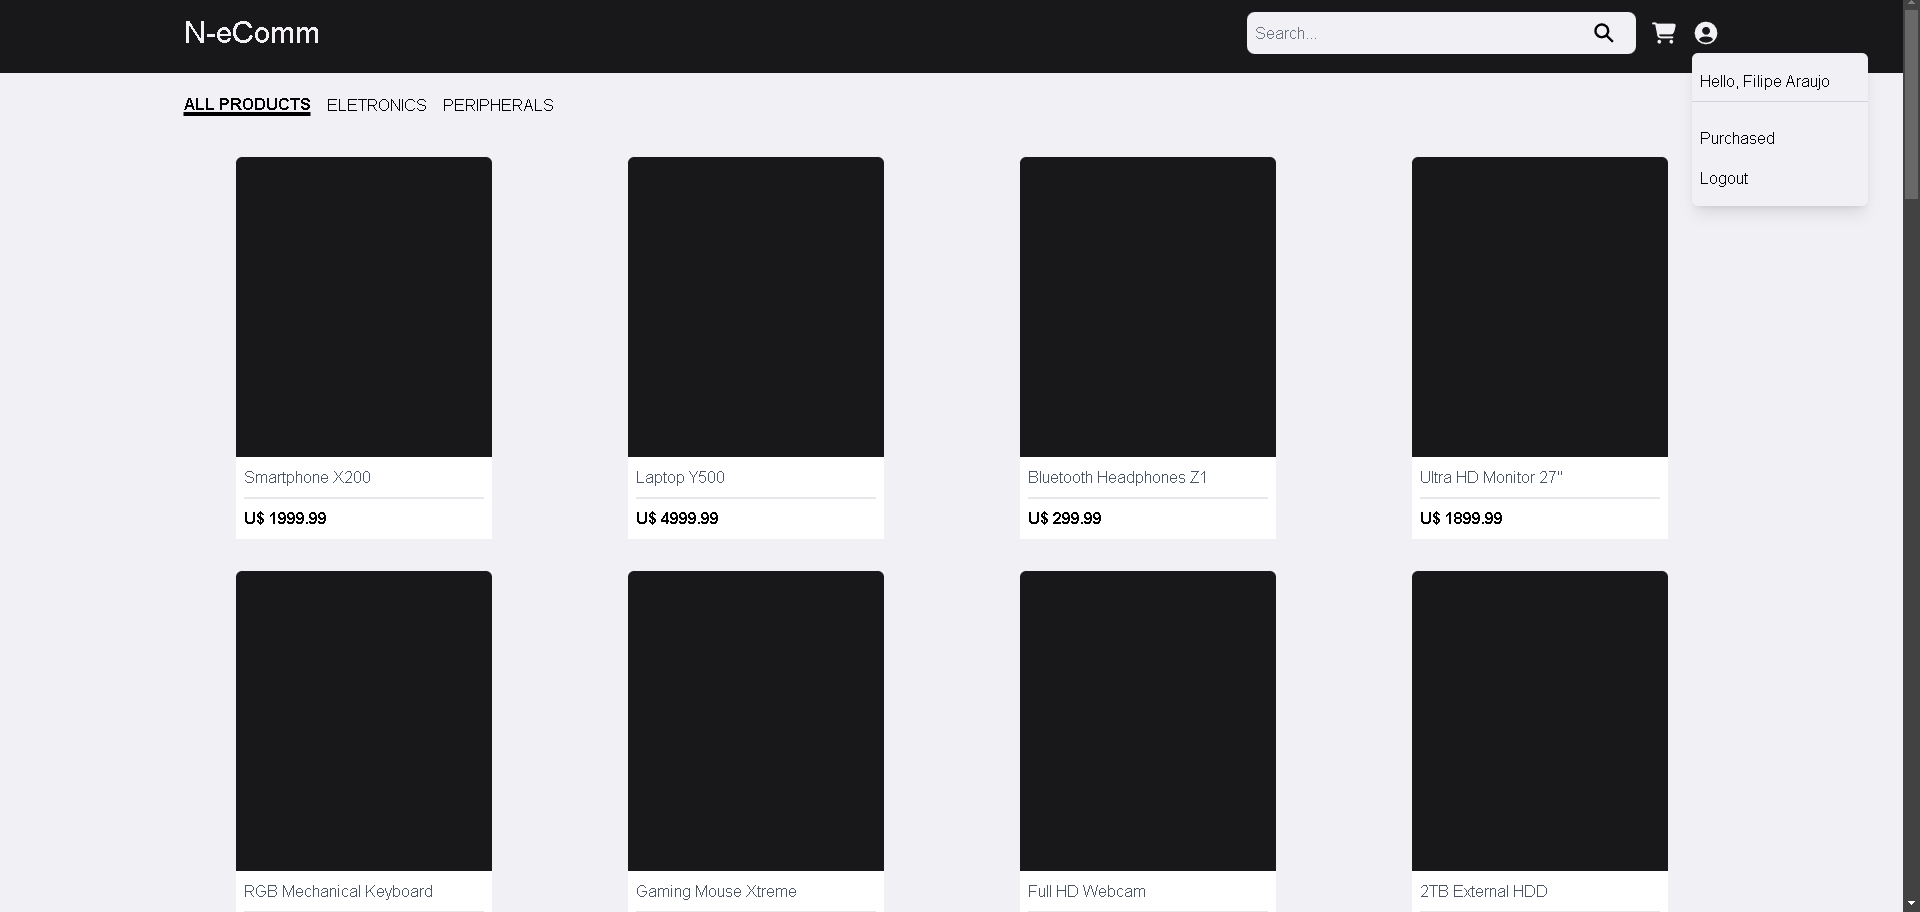 N-eComm
Search...
Hello, Filipe Araujo
Purchased
Logout
ALL PRODUCTS ELETRONICS PERIPHERALS
Smartphone X200
U$ 1999.99
Laptop Y500
U$ 4999.99
Bluetooth Headphones Z1
U$ 299.99
Ultra HD Monitor 27"
U$ 1899.99
RGB Mechanical Keyboard
Gaming Mouse Xtreme
Full HD Webcam
2TB External HDD